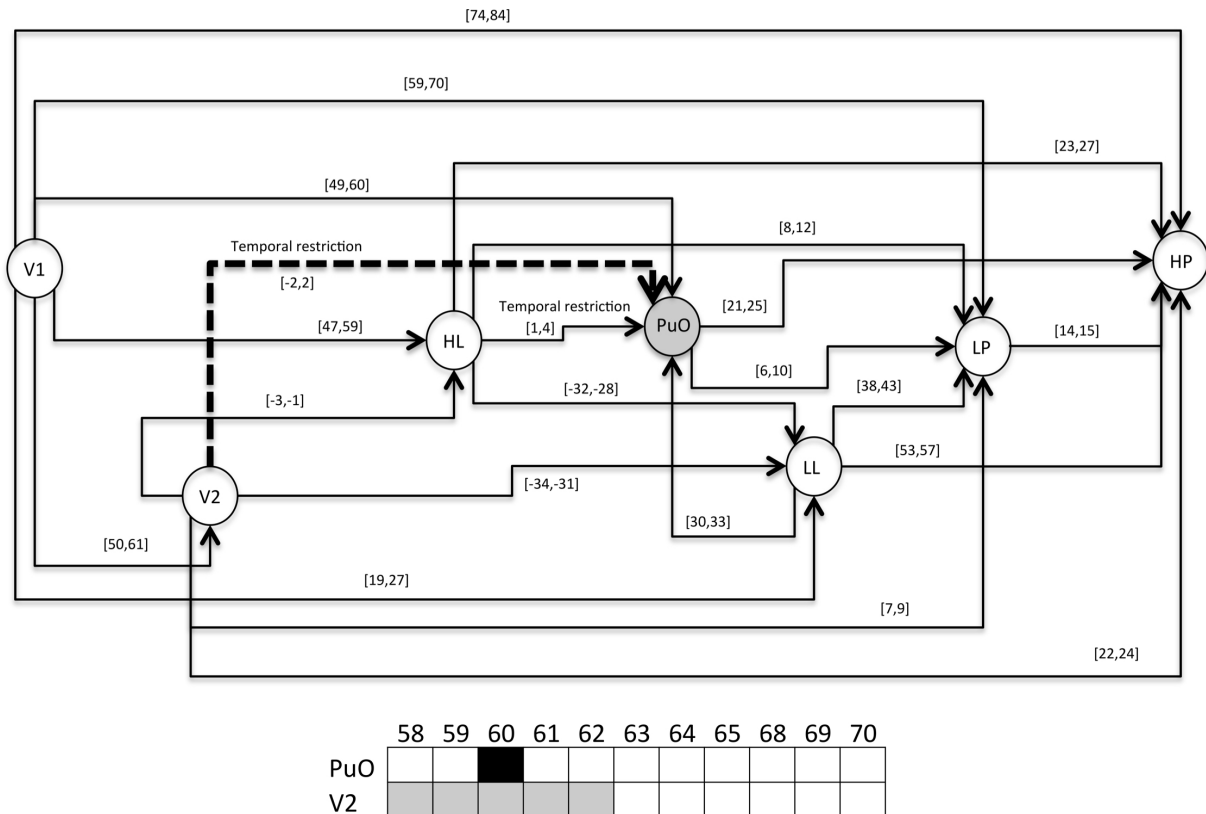 [74,84]
[59,70]
[23,27]
[49,60]
[8,12]
Temporal restriction
V1
HP
[-2,2]
Temporal restriction
[21,25]
PuO
[47,59]
[1,4]
[14,15]
HL
LP
[6,10]
[-32,-28]
[38,43]
[-3,-1]
[53,57]
LL
[-34,-31]
V2
[30,33]
[50,61]
[19,27]
[7,9]
[22,24]
58 59 60 61 62 63 64 65 68 69 70
PuO
V2